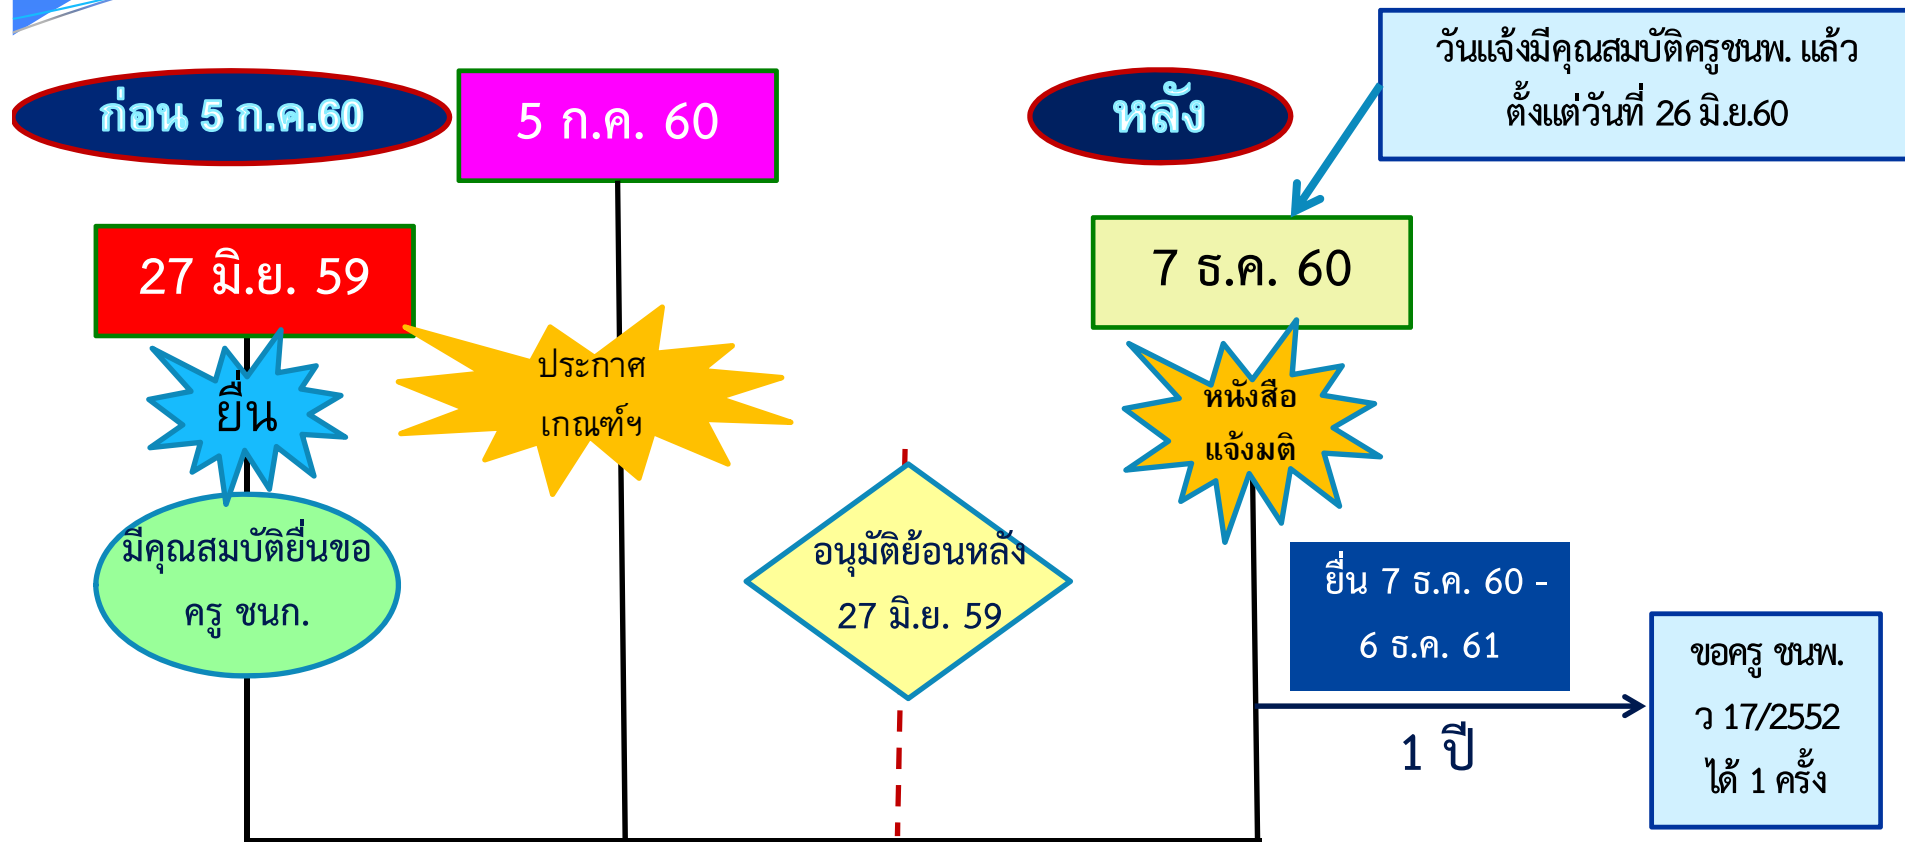 ก่อน 5 ก.ค.60
5 ก.ค. 60
หลัง
วันแจ้งมีคุณสมบัติครูชนพ. แล้ว
ตั้งแต่วันที่ 26 มิ.ย.60
27 มิ.ย. 59
7 ธ.ค. 60
ยื่น
ประกาศ
เกณฑ์ฯ
หนังสือ
แจ้งมติ
มีคุณสมบัติยื่นขอ
ครู ชนก.
อนุมัติย้อนหลัง
27 มิ.ย. 59
ยื่น 7 ธ.ค. 60 -
6 ธ.ค. 61
1 ปี
ขอครู ชนพ.
ว 17/2552
ได้ 1 ครั้ง